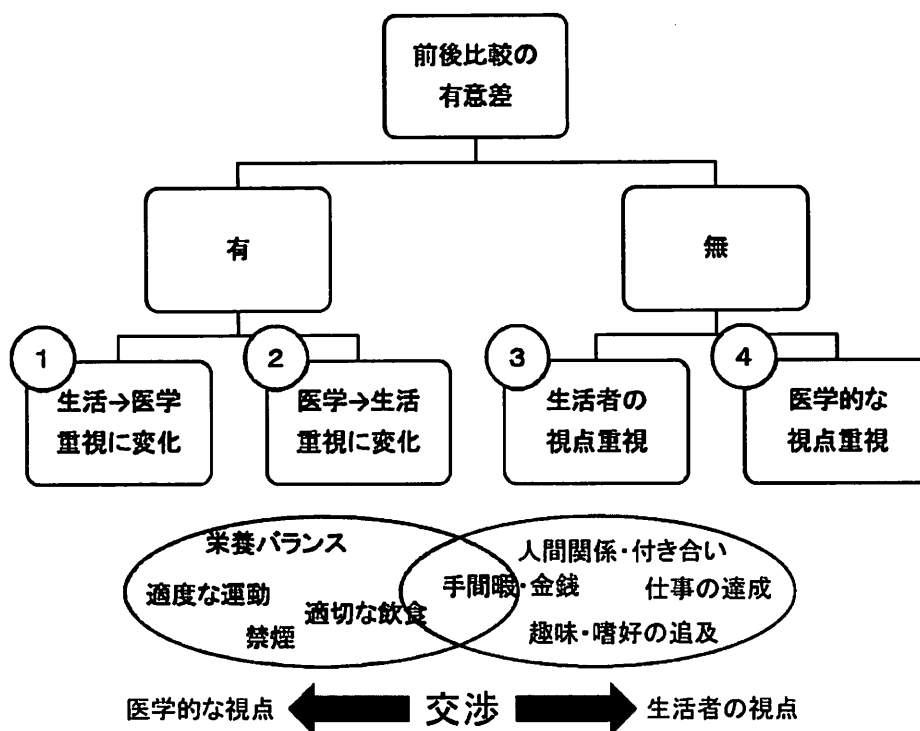 前後比較の
有意差
有
無
1
生活→医学
重視に変化
2
医学→生活
重視に変化
3
生活者の
視点重視
4
医学的な
視点重視
栄養バランス
適度な運動
適切な飲食
禁煙
手間暇・金銭
人間関係・付き合い
仕事の達成
趣味・嗜好の追及
医学的な視点
交渉
生活者の視点